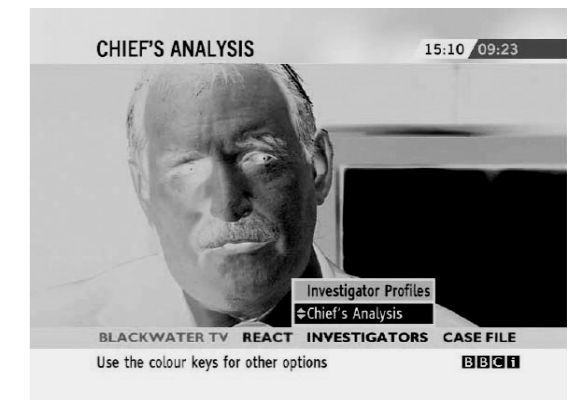 CHIEF'S ANALYSIS 15:10 09:23
Investigator Profiles
Chief's Analysis
BLACKWATER TV REACT INVESTIGATORS CASE FILE
Use the colour keys for other options BBCi